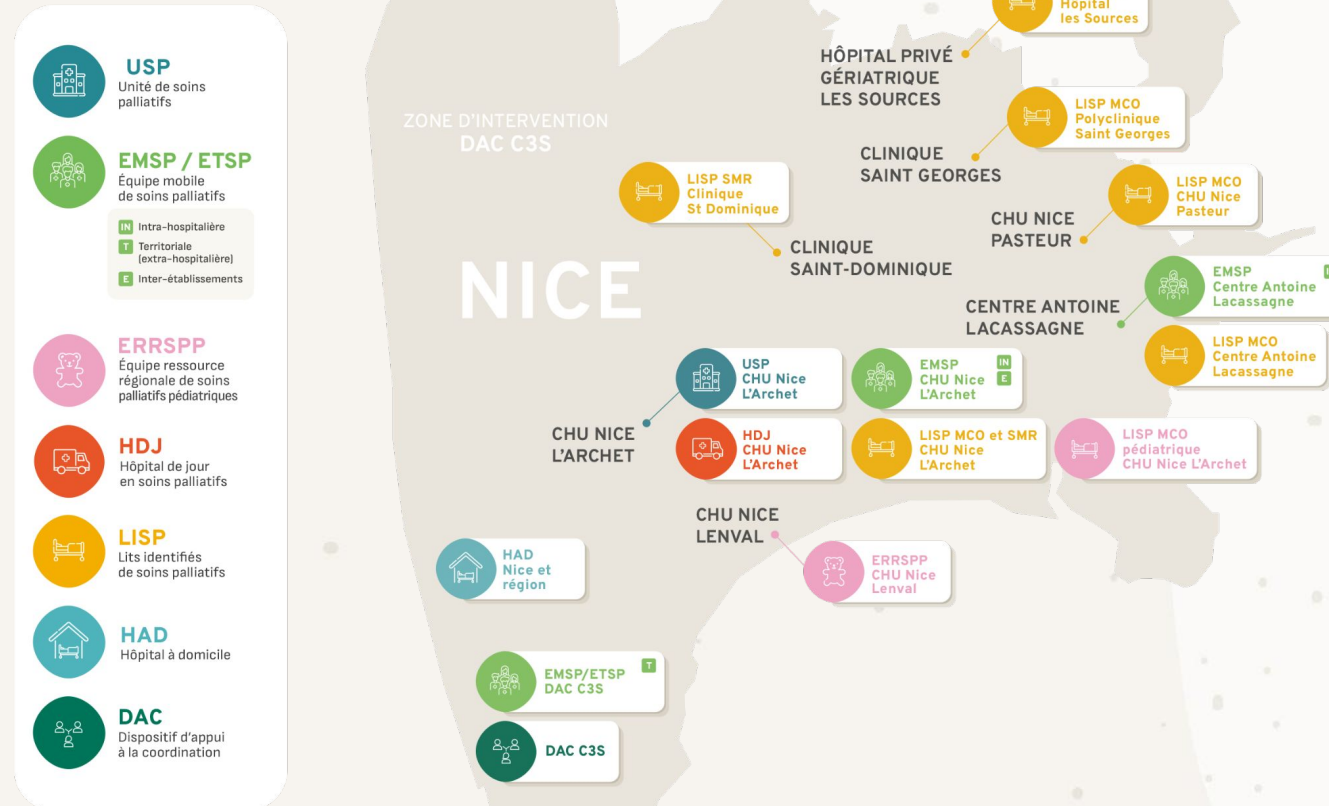 USP
Unité de soins
palliatifs
EMSP / ETSP
Équipe mobile
de soins palliatifs
IN Intra-hospitalière
T Territoriale
(extra-hospitalière)
E Inter-établissements
ERRSPP
Équipe ressource
régionale de soins
palliatifs pédiatriques
HDJ
Hôpital de jour
en soins palliatifs
LISP
Lits identifiés
de soins palliatifs
HAD
Hôpital à domicile
DAC
Dispositif d'appui
à la coordination
ZONE D'INTERVENTION
DAC C3S
NICE
Hôpital
les Sources
HÔPITAL PRIVÉ
GÉRIATRIQUE
LES SOURCES
LISP MCO
Polyclinique
Saint Georges
CLINIQUE
SAINT GEORGES
LISP SMR
Clinique
St Dominique
CLINIQUE
SAINT-DOMINIQUE
LISP MCO
CHU Nice
Pasteur
CHU NICE
PASTEUR
EMSP
Centre Antoine
Lacassagne
CENTRE ANTOINE
LACASSAGNE
LISP MCO
Centre Antoine
Lacassagne
USP
CHU Nice
L'Archet
EMSP
CHU Nice
L'Archet
IN
E
CHU NICE
L'ARCHET
HDJ
CHU Nice
L'Archet
LISP MCO et SMR
CHU Nice
L'Archet
LISP MCO
pédiatrique
CHU Nice L'Archet
CHU NICE
LENVAL
ERRSPP
CHU Nice
Lenval
HAD
Nice et
région
EMSP/ETSP
DAC C3S
T
DAC C3S